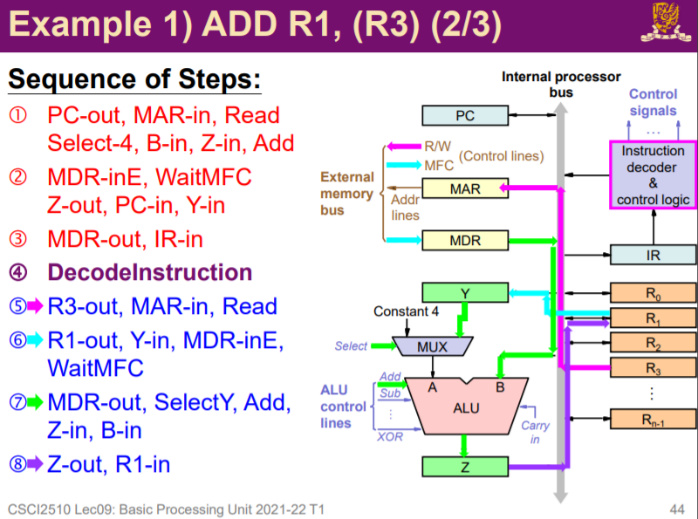 Example 1) ADD R1, (R3) (2/3)
Sequence of Steps:
① PC-out, MAR-in, Read
Select-4, B-in, Z-in, Add
② MDR-inE, WaitMFC
Z-out, PC-in, Y-in
③ MDR-out, IR-in
④ DecodeInstruction
⑤ R3-out, MAR-in, Read
⑥ R1-out, Y-in, MDR-inE,
WaitMFC
⑦ MDR-out, SelectY, Add,
Z-in, B-in
⑧ Z-out, R1-in
Internal processor
bus
Control
signals
...
PC
R/W
MFC
(Control lines)
External
memory
bus
Addr
lines
MAR
MDR
Instruction
decoder
&
control logic
IR
Y
Constant 4
Select
MUX
R0
R1
R2
R3
⋮
Rn-1
ALU
control
lines
Add
Sub
⋮
XOR
A
B
ALU
Carry
in
Z
CSCI2510 Lec09: Basic Processing Unit 2021-22 T1
44